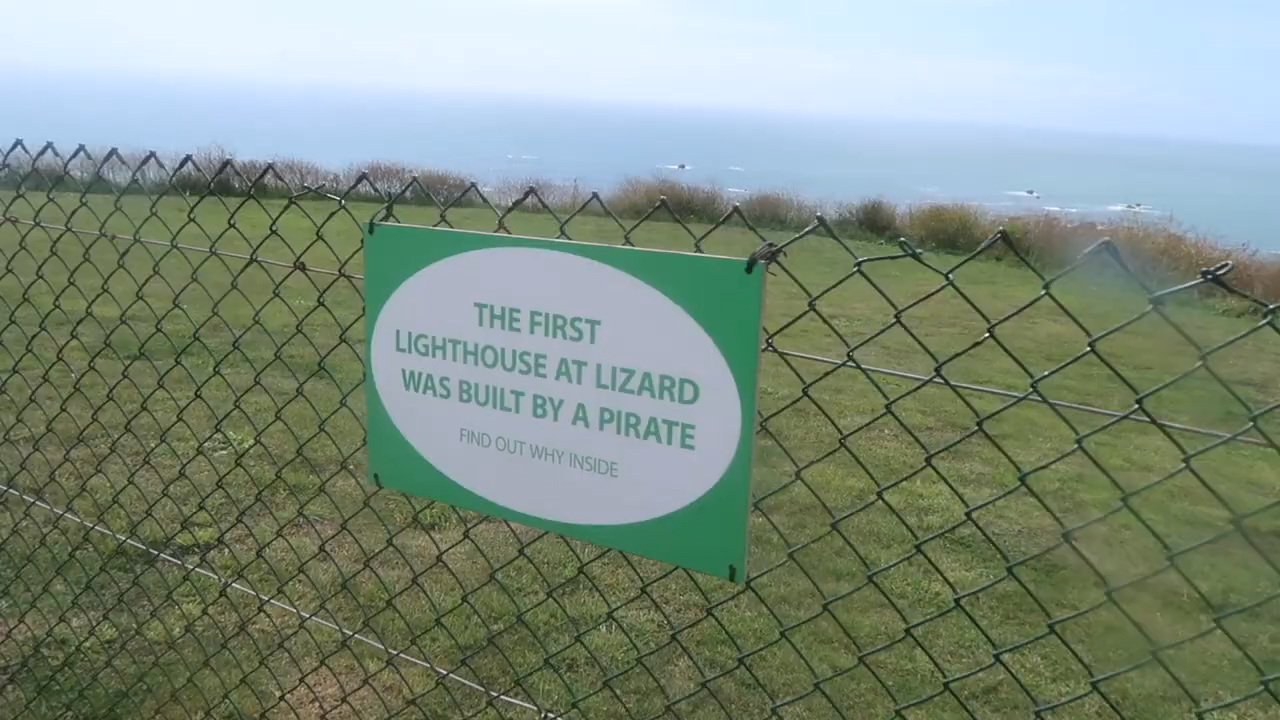 THE FIRST
LIGHTHOUSE AT LIZARD
WAS BUILT BY A PIRATE
FIND OUT WHY INSIDE